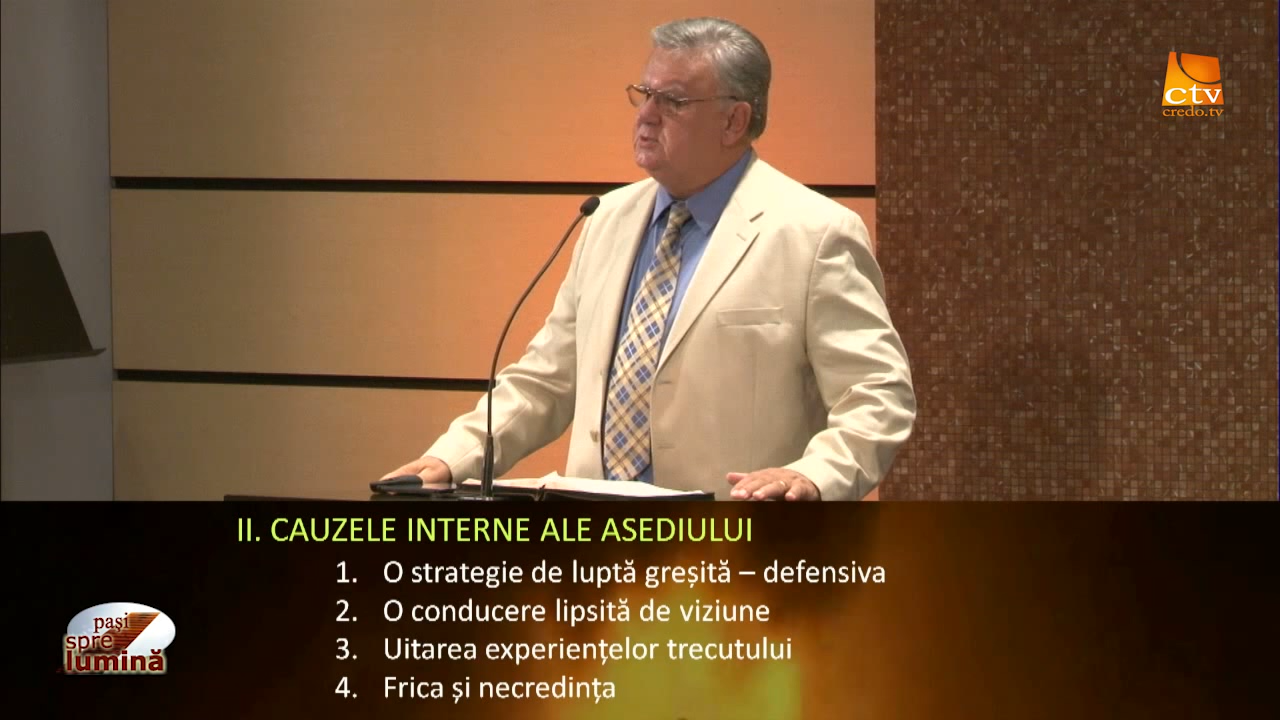 ctv
credo.tv
II. CAUZELE INTERNE ALE ASEDIULUI
1. O strategie de luptă greșită – defensiva
2. O conducere lipsită de viziune
3. Uitarea experiențelor trecutului
4. Frica și necredința
pași
spre
lumină